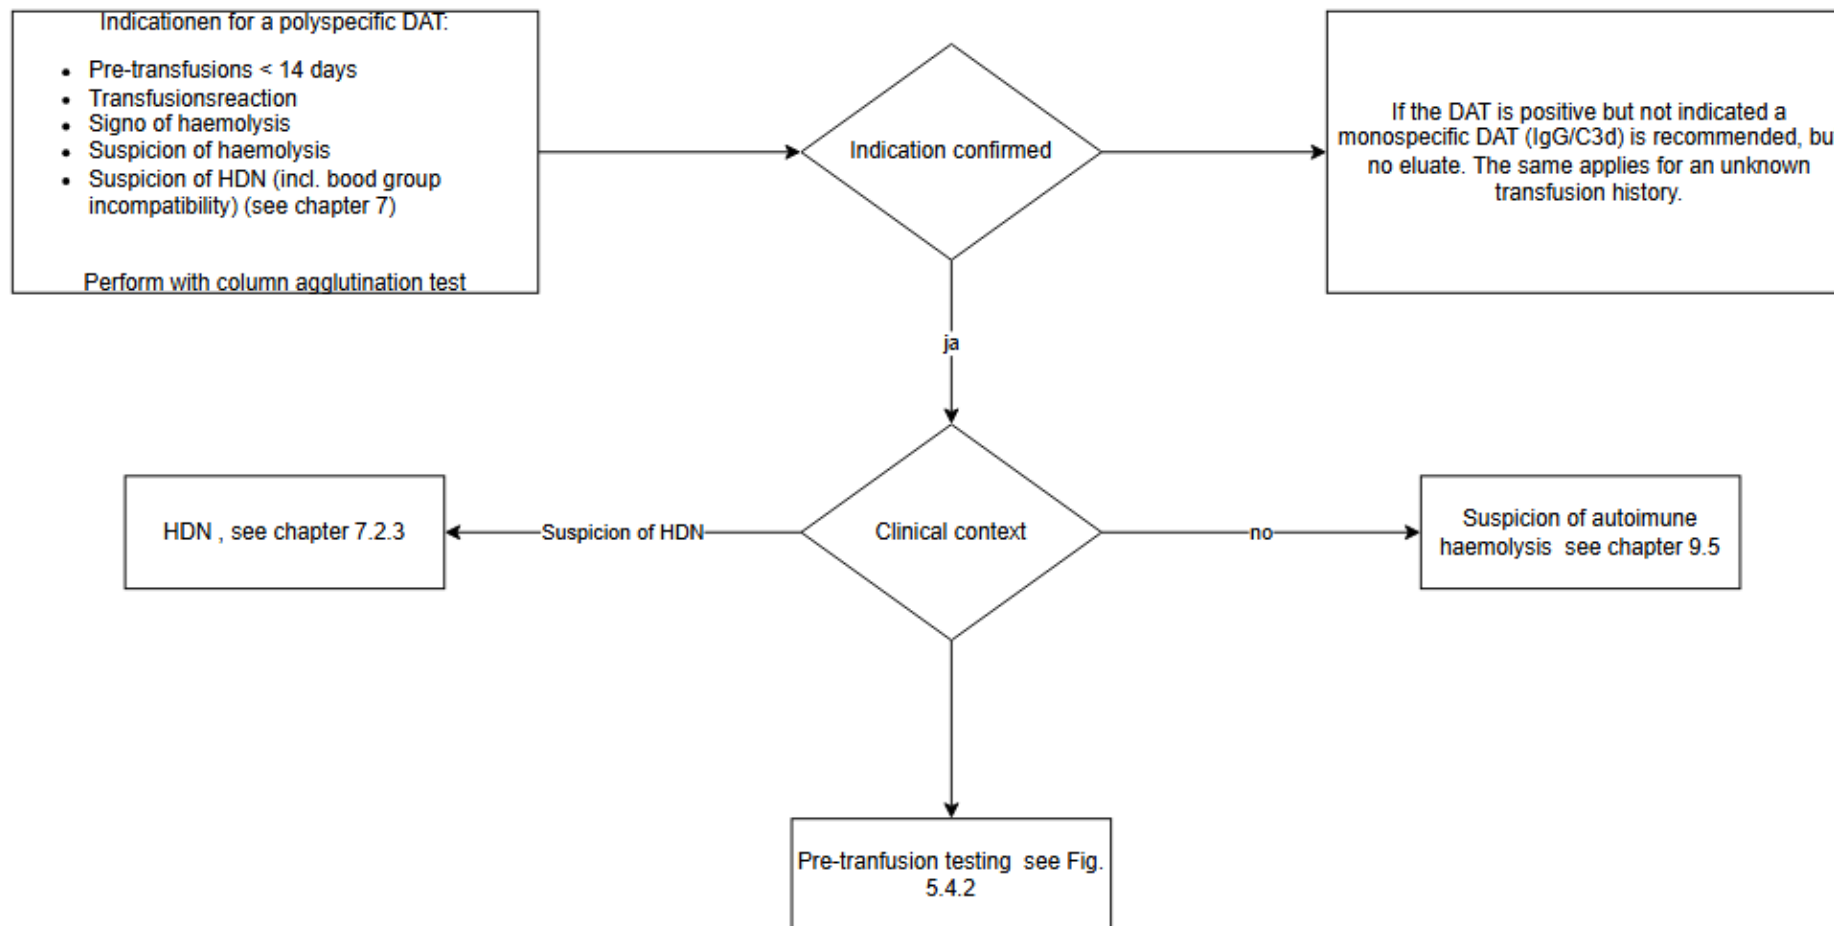 Indicationen for a polyspecific DAT:
• Pre-transfusions < 14 days
• Transfusionsreaction
• Signo of haemolysis
• Suspicion of haemolysis
• Suspicion of HDN (incl. bood group
incompatibility) (see chapter 7)
Perform with column agglutination test
Indication confirmed
If the DAT is positive but not indicated a
monospecific DAT (IgG/C3d) is recommended, bu
no eluate. The same applies for an unknown
transfusion history.
ja
HDN , see chapter 7.2.3
Suspicion of HDN
Clinical context
no
Suspicion of autoimune
haemolysis see chapter 9.5
Pre-tranfusion testing see Fig.
5.4.2